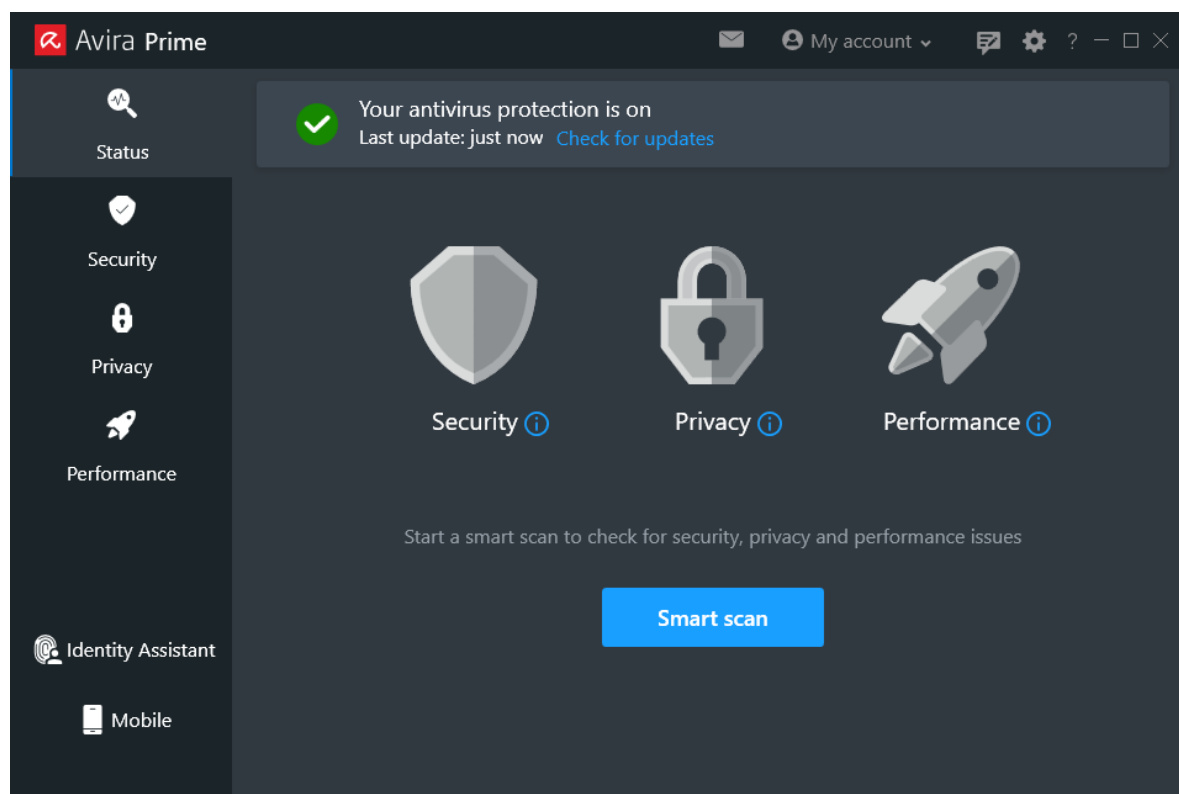 Avira Prime
My account
?
Status
Security
Privacy
Performance
Identity Assistant
Mobile
Your antivirus protection is on
Last update: just now Check for updates
Security
Privacy
Performance
Start a smart scan to check for security, privacy and performance issues
Smart scan